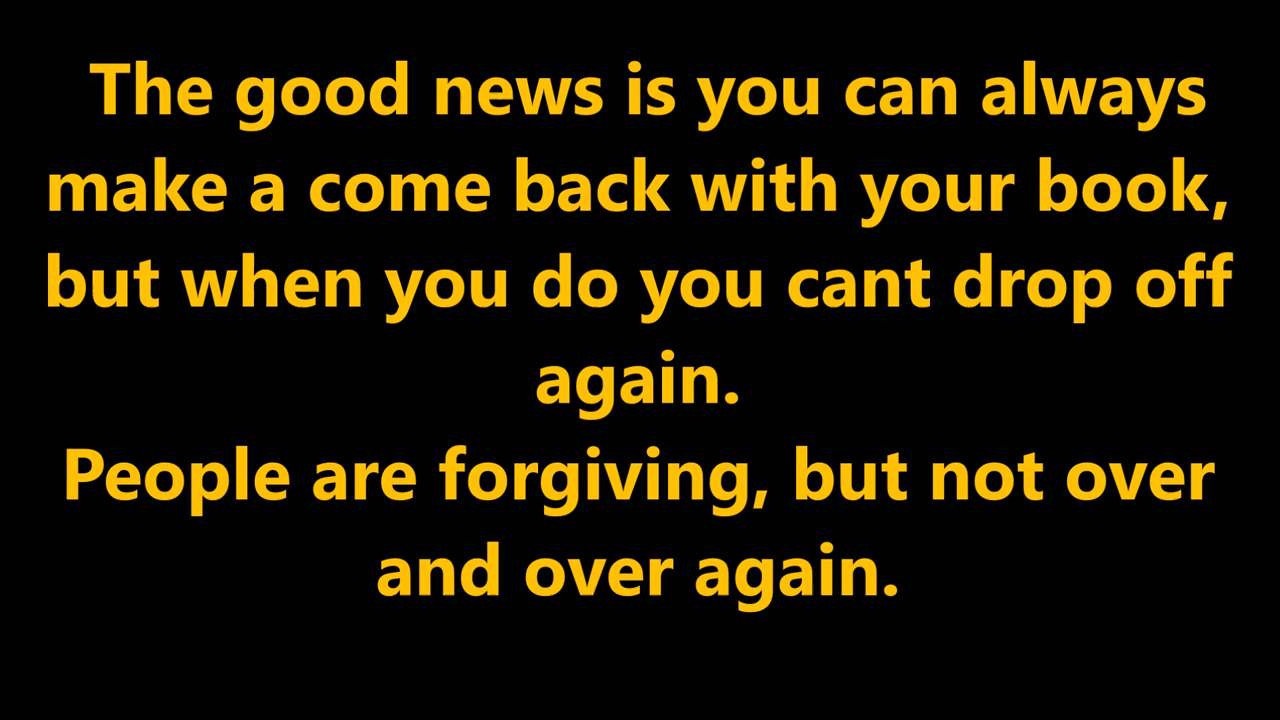 The good news is you can always
make a come back with your book,
but when you do you cant drop off
again.
People are forgiving, but not over
and over again.